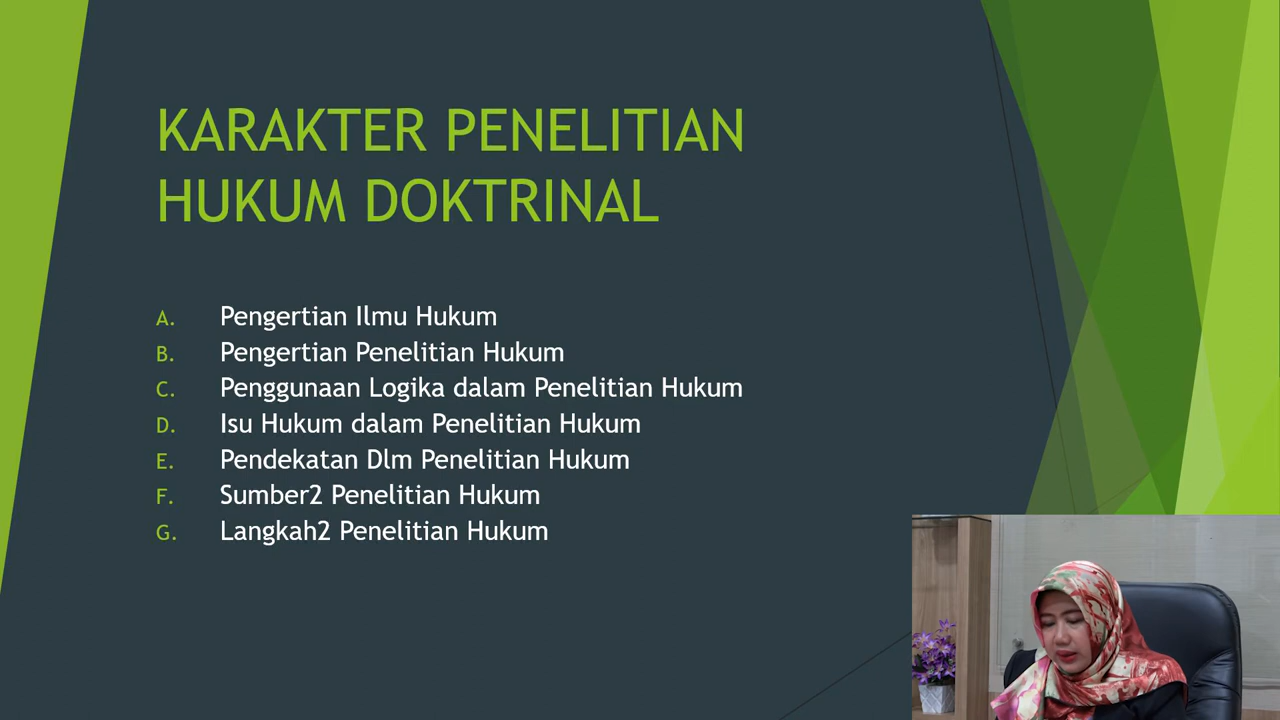 KARAKTER PENELITIAN
HUKUM DOKTRINAL
A. Pengertian Ilmu Hukum
B. Pengertian Penelitian Hukum
C. Penggunaan Logika dalam Penelitian Hukum
D. Isu Hukum dalam Penelitian Hukum
E. Pendekatan Dlm Penelitian Hukum
F. Sumber2 Penelitian Hukum
G. Langkah2 Penelitian Hukum